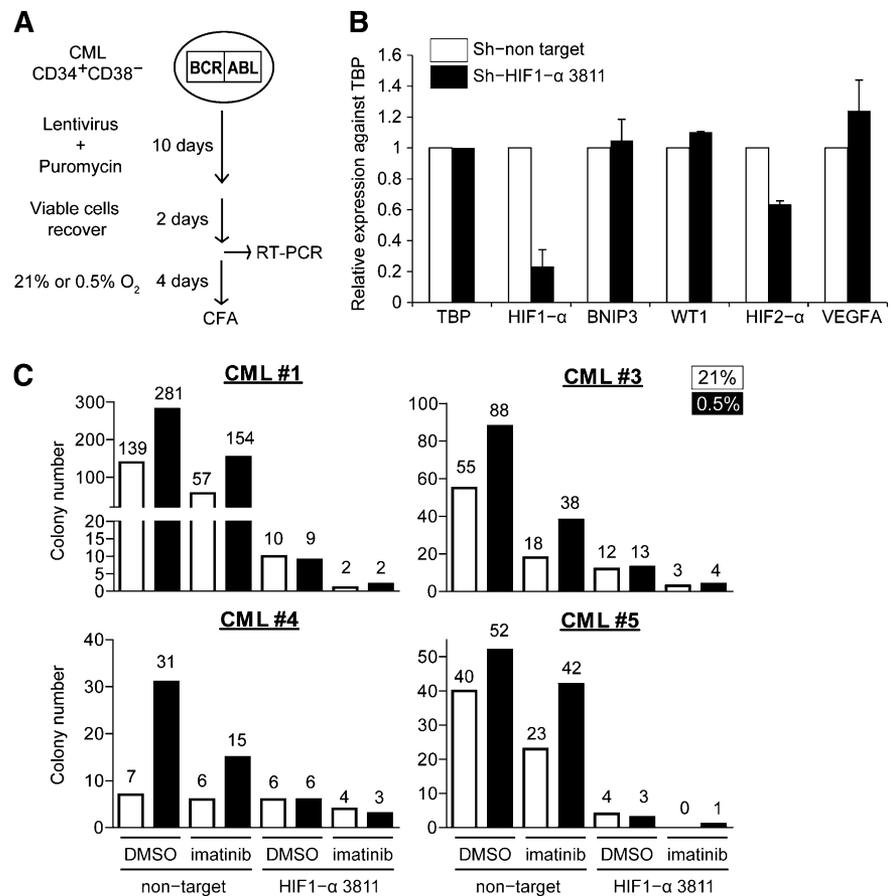 A
CML
CD34+CD38−
BCR ABL
Lentivirus
+
Puromycin
10 days
Viable cells
recover
2 days
RT-PCR
21% or 0.5% O2
4 days
CFA
B
Relative expression against TBP
1.6
1.4
1.2
1
0.8
0.6
0.4
0.2
0
Sh-non target
Sh-HIF1-α 3811
TBP HIF1-α BNIP3 WT1 HIF2-α VEGFA
C
CML #1
Colony number
300
200
100
20
15
10
5
0
139 281 57 154 10 9 2 2
CML #3
21%
0.5%
100
80
60
40
20
0
55 88 18 38 12 13 3 4
CML #4
Colony number
40
30
20
10
0
7 31 6 15 6 6 4 3
DMSO imatinib DMSO imatinib
non-target HIF1-α 3811
CML #5
50
40
30
20
10
0
40 52 23 42 4 3 0 1
DMSO imatinib DMSO imatinib
non-target HIF1-α 3811